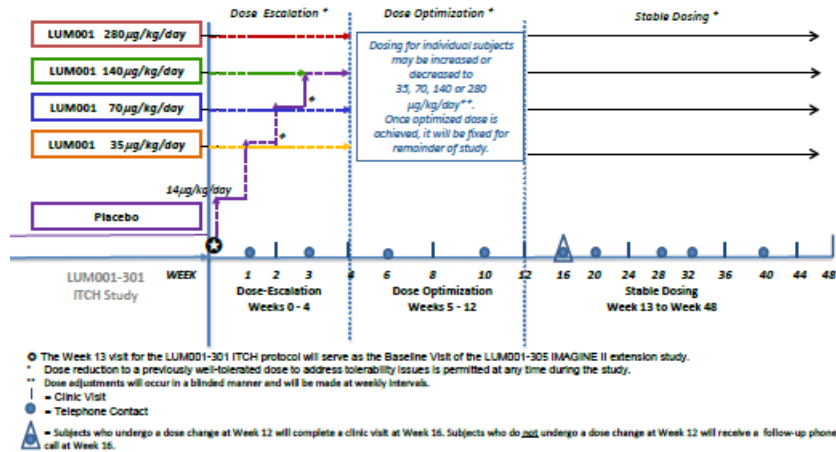 Dose Escalation *
Dose Optimization *
Stable Dosing *
LUM001 280µg/kg/day
LUM001 140µg/kg/day
LUM001 70µg/kg/day
LUM001 35µg/kg/day
Dosing for individual subjects
may be increased or
decreased to
35, 70, 140 or 280
µg/kg/day**.
Once optimized dose is
achieved, it will be fixed for
remainder of study.
*
*
14µg/kg/day
Placebo
LUM001-301
ITCH Study
WEEK
1 2 3 4 6 8 10 12 16 20 24 28 32 36 40 44 48
Dose-Escalation
Weeks 0 - 4
Dose Optimization
Weeks 5 - 12
Stable Dosing
Week 13 to Week 48
The Week 13 visit for the LUM001-301 ITCH protocol will serve as the Baseline Visit of the LUM001-305 IMAGINE II extension study.
* Dose reduction to a previously well-tolerated dose to address tolerability issues is permitted at any time during the study.
** Dose adjustments will occur in a blinded manner and will be made at weekly intervals.
= Clinic Visit
= Telephone Contact
= Subjects who undergo a dose change at Week 12 will complete a clinic visit at Week 16. Subjects who do not undergo a dose change at Week 12 will receive a follow-up phone
call at Week 16.